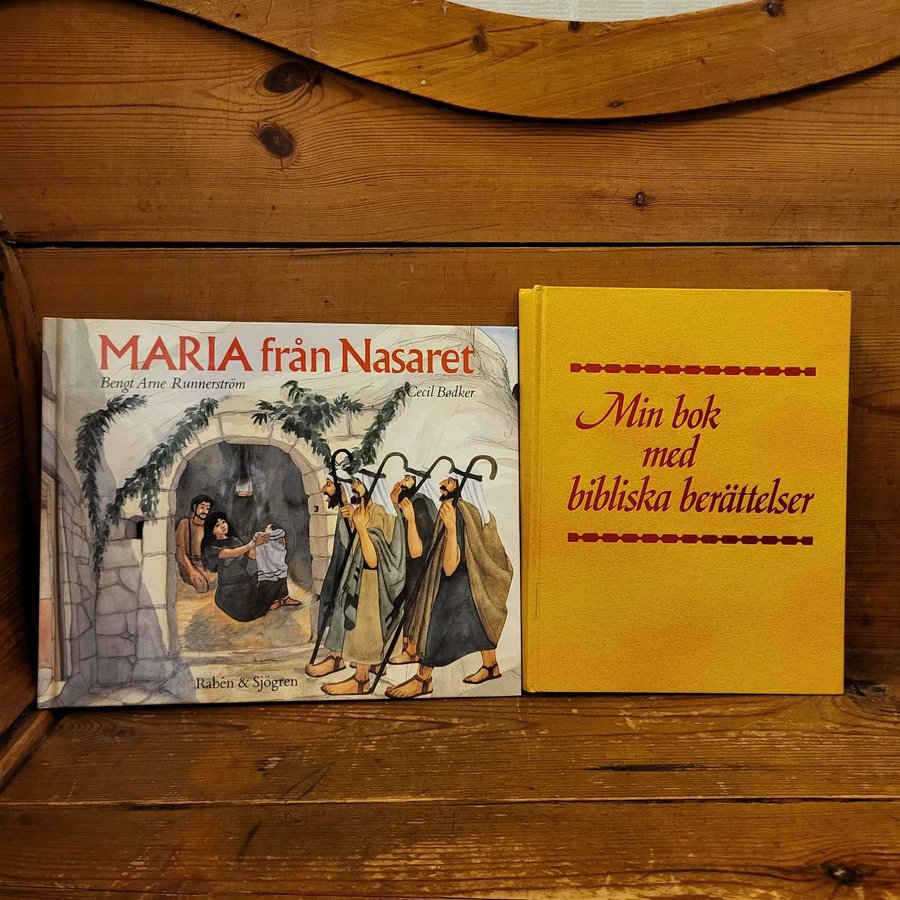 MARIA från Nasaret
Bengt Arne Runnerström
Cecil Bødker
Rabén & Sjögren
Min bok
med
bibliska berättelser